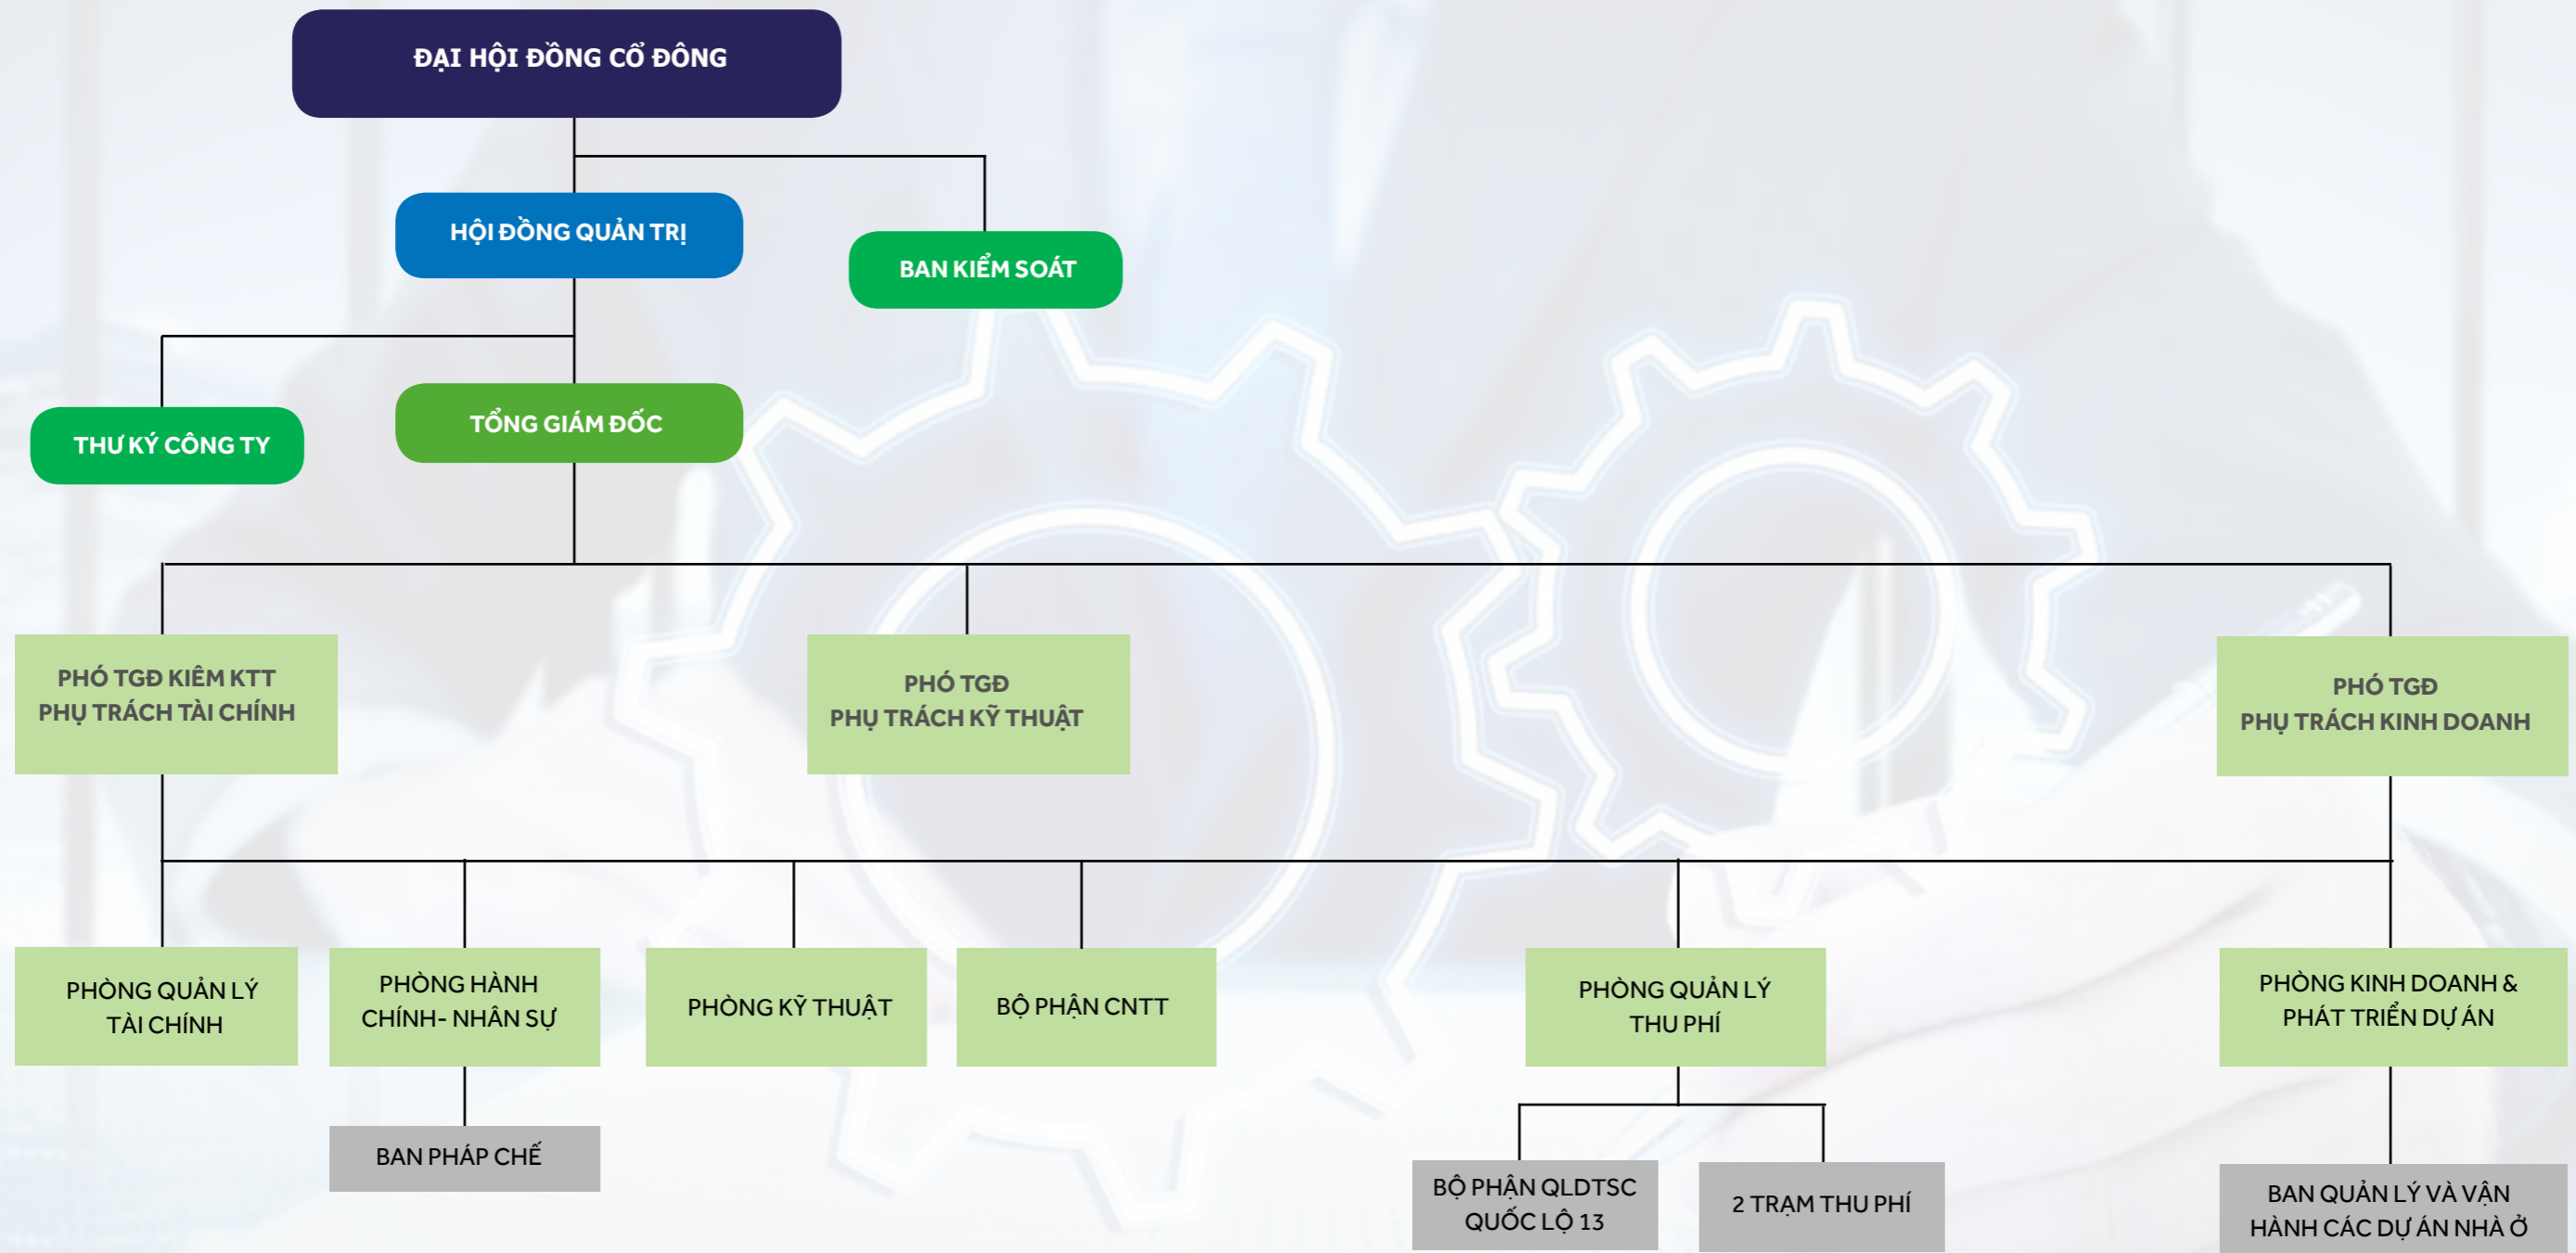 ĐẠI HỘI ĐỒNG CỔ ĐÔNG
HỘI ĐỒNG QUẢN TRỊ
BAN KIỂM SOÁT
THƯ KÝ CÔNG TY
TỔNG GIÁM ĐỐC
PHÓ TGĐ KIÊM KTT
PHỤ TRÁCH TÀI CHÍNH
PHÓ TGĐ
PHỤ TRÁCH KỸ THUẬT
PHÓ TGĐ
PHỤ TRÁCH KINH DOANH
PHÒNG QUẢN LÝ
TÀI CHÍNH
PHÒNG HÀNH
CHÍNH- NHÂN SỰ
PHÒNG KỸ THUẬT
BỘ PHẬN CNTT
PHÒNG QUẢN LÝ
THU PHÍ
PHÒNG KINH DOANH &
PHÁT TRIỂN DỰ ÁN
BAN PHÁP CHẾ
BỘ PHẬN QLDTSC
QUỐC LỘ 13
2 TRẠM THU PHÍ
BAN QUẢN LÝ VÀ VẬN
HÀNH CÁC DỰ ÁN NHÀ Ở